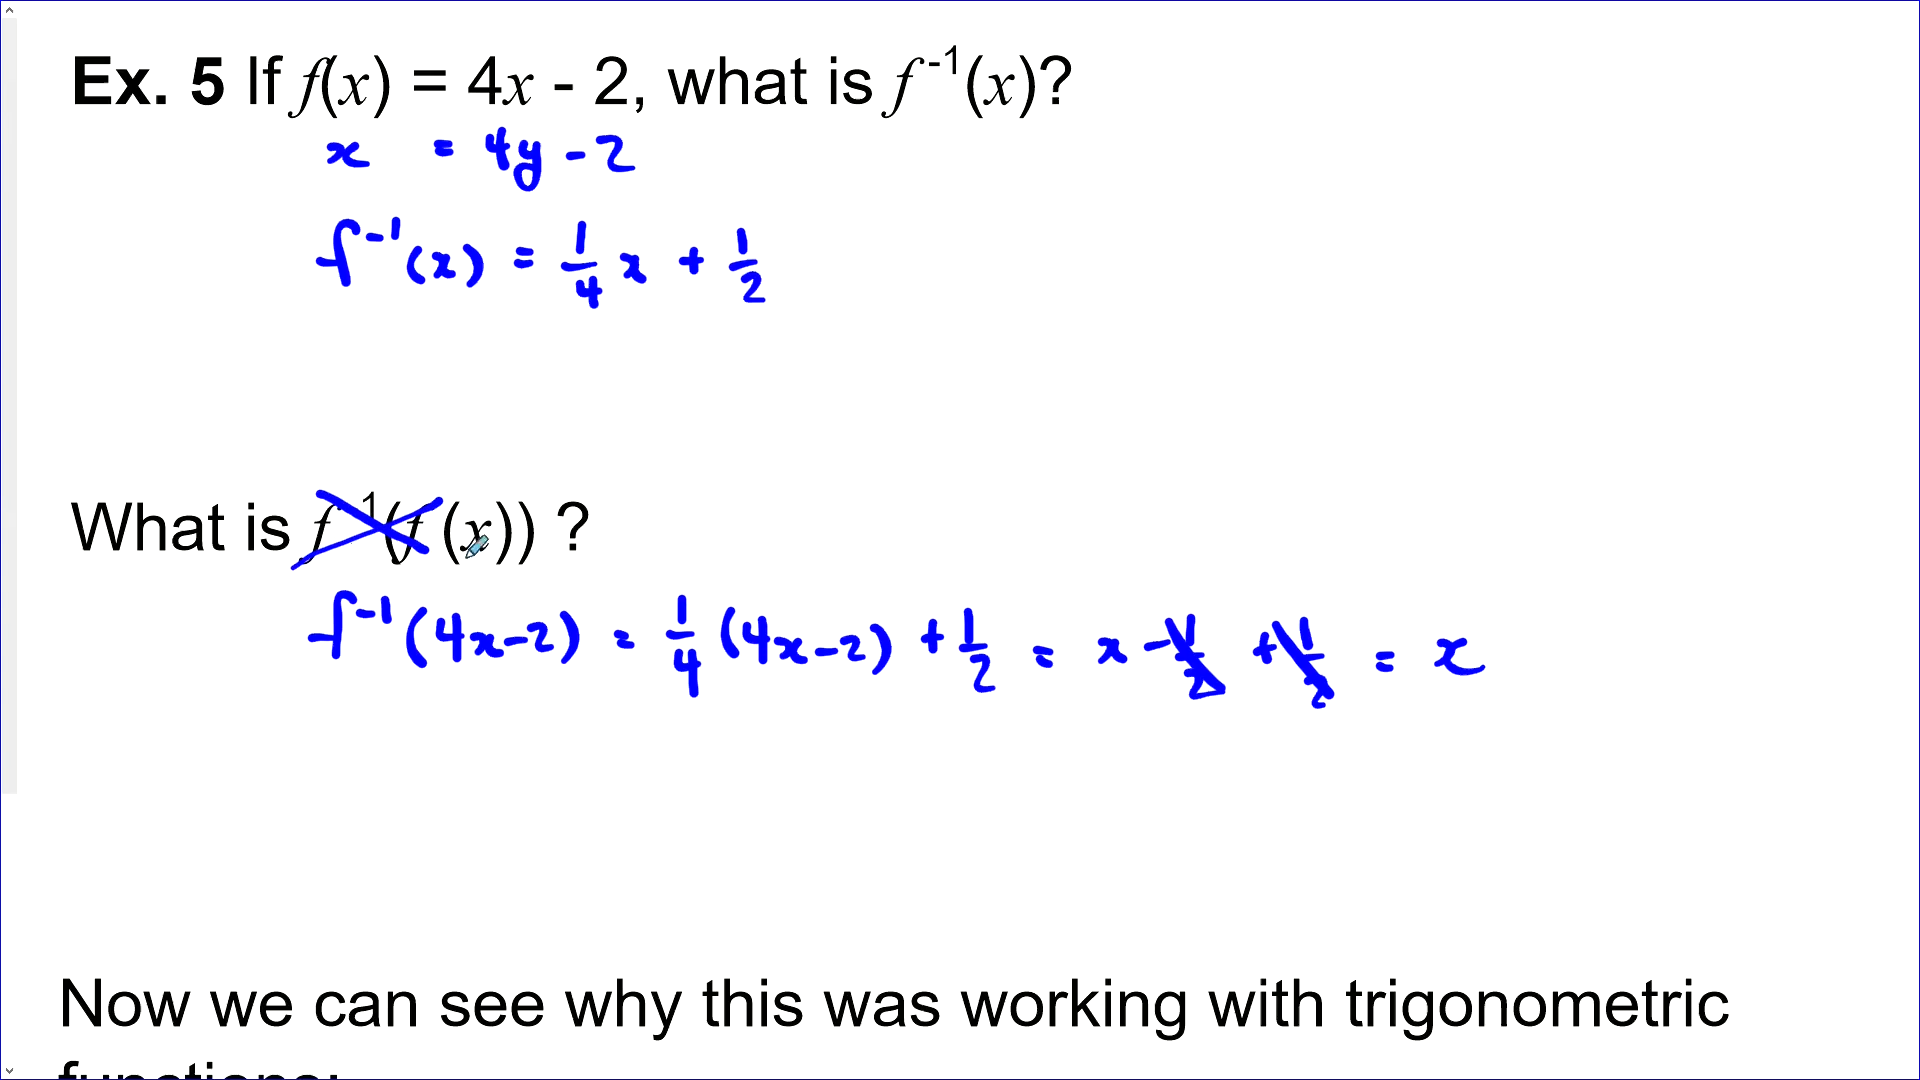 Ex. 5 If f(x) = 4x - 2, what is f⁻¹(x)?
x = 4y - 2
f⁻¹(x) = 1/4 x + 1/2
What is f⁻¹(f (x)) ?
f⁻¹(4x-2) = 1/4 (4x-2) + 1/2 = x - 1/2 + 1/2 = x
Now we can see why this was working with trigonometric
functions: